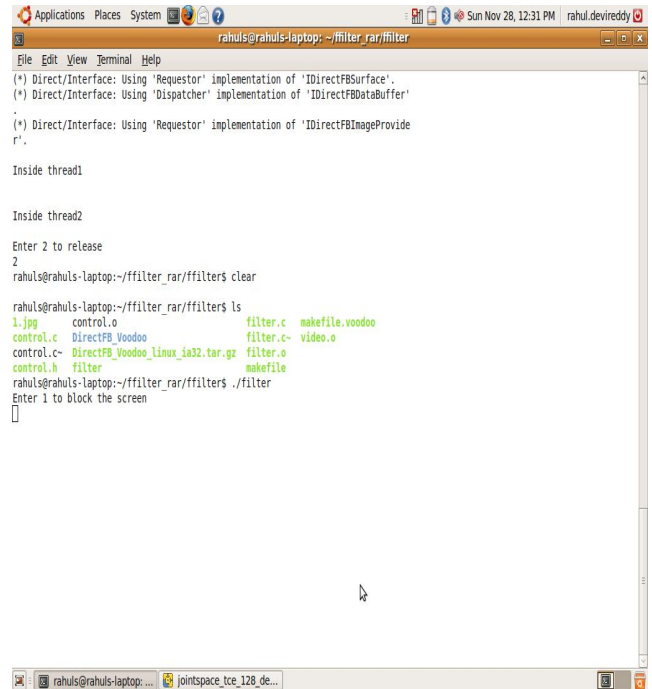 Applications Places System Sun Nov 28, 12:31 PM rahul.devireddy
rahuls@rahuls-laptop: ~/ffilter_rar/ffilter
File Edit View Terminal Help
(*) Direct/Interface: Using 'Requestor' implementation of 'IDirectFBSurface'.
(*) Direct/Interface: Using 'Dispatcher' implementation of 'IDirectFBDataBuffer'
.
(*) Direct/Interface: Using 'Requestor' implementation of 'IDirectFBImageProvide
r'.
Inside thread1
Inside thread2
Enter 2 to release
2
rahuls@rahuls-laptop:~/ffilter_rar/ffilter$ clear
rahuls@rahuls-laptop:~/ffilter_rar/ffilter$ ls
1.jpg control.o filter.c makefile.voodoo
control.c DirectFB_Voodoo filter.c~ video.o
control.c~ DirectFB_Voodoo_linux_ia32.tar.gz filter.o
control.h filter makefile
rahuls@rahuls-laptop:~/ffilter_rar/ffilter$ ./filter
Enter 1 to block the screen
rahuls@rahuls-laptop: ... jointspace_tce_128_de...